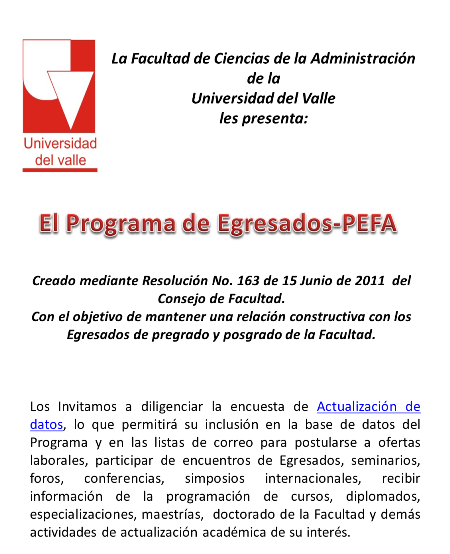 La Facultad de Ciencias de la Administración
de la
Universidad del Valle
les presenta:
Universidad
del valle
El Programa de Egresados-PEFA
Creado mediante Resolución No. 163 de 15 Junio de 2011 del
Consejo de Facultad.
Con el objetivo de mantener una relación constructiva con los
Egresados de pregrado y posgrado de la Facultad.
Los Invitamos a diligenciar la encuesta de Actualización de
datos, lo que permitirá su inclusión en la base de datos del
Programa y en las listas de correo para postularse a ofertas
laborales, participar de encuentros de Egresados, seminarios,
foros, conferencias, simposios internacionales, recibir
información de la programación de cursos, diplomados,
especializaciones, maestrías, doctorado de la Facultad y demás
actividades de actualización académica de su interés.